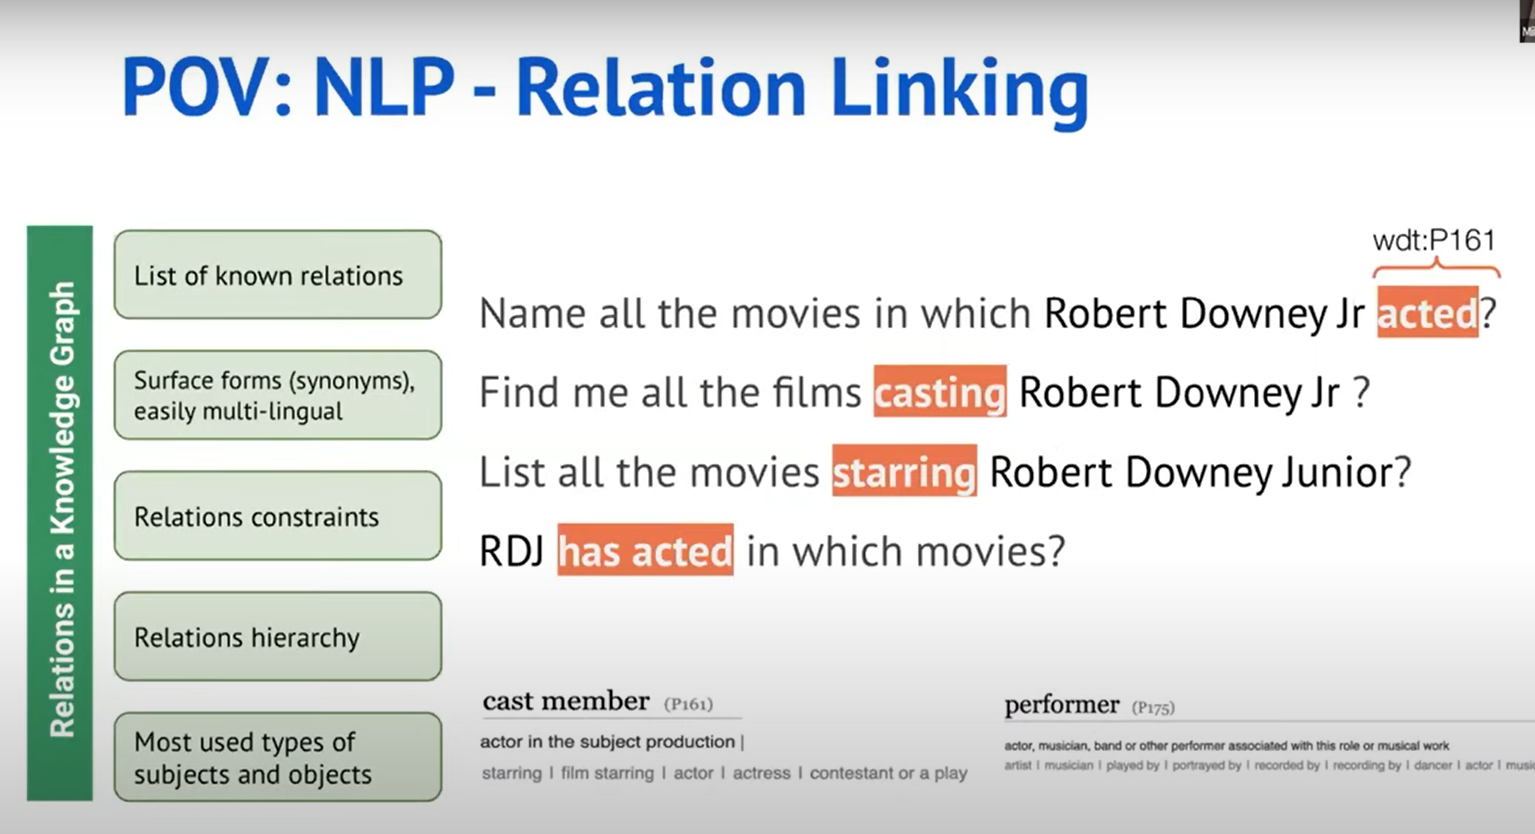 POV: NLP - Relation Linking
Relations in a Knowledge Graph
List of known relations
Surface forms (synonyms),
easily multi-lingual
Relations constraints
Relations hierarchy
Most used types of
subjects and objects
wdt:P161
Name all the movies in which Robert Downey Jr acted?
Find me all the films casting Robert Downey Jr ?
List all the movies starring Robert Downey Junior?
RDJ has acted in which movies?
cast member (P161)
actor in the subject production |
starring | film starring | actor | actress | contestant or a play
performer (P175)
actor, musician, band or other performer associated with this role or musical work
artist | musician | played by | portrayed by | recorded by | recording by | dancer | actor |